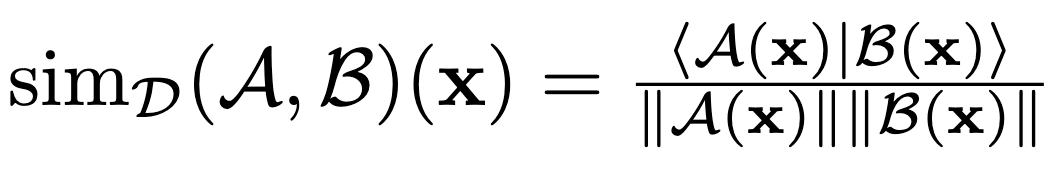 sim_𝒟(𝒜, ℬ)(𝐱) = ⟨𝒜(𝐱)|ℬ(𝐱)⟩ / ‖𝒜(𝐱)‖ ‖ℬ(𝐱)‖